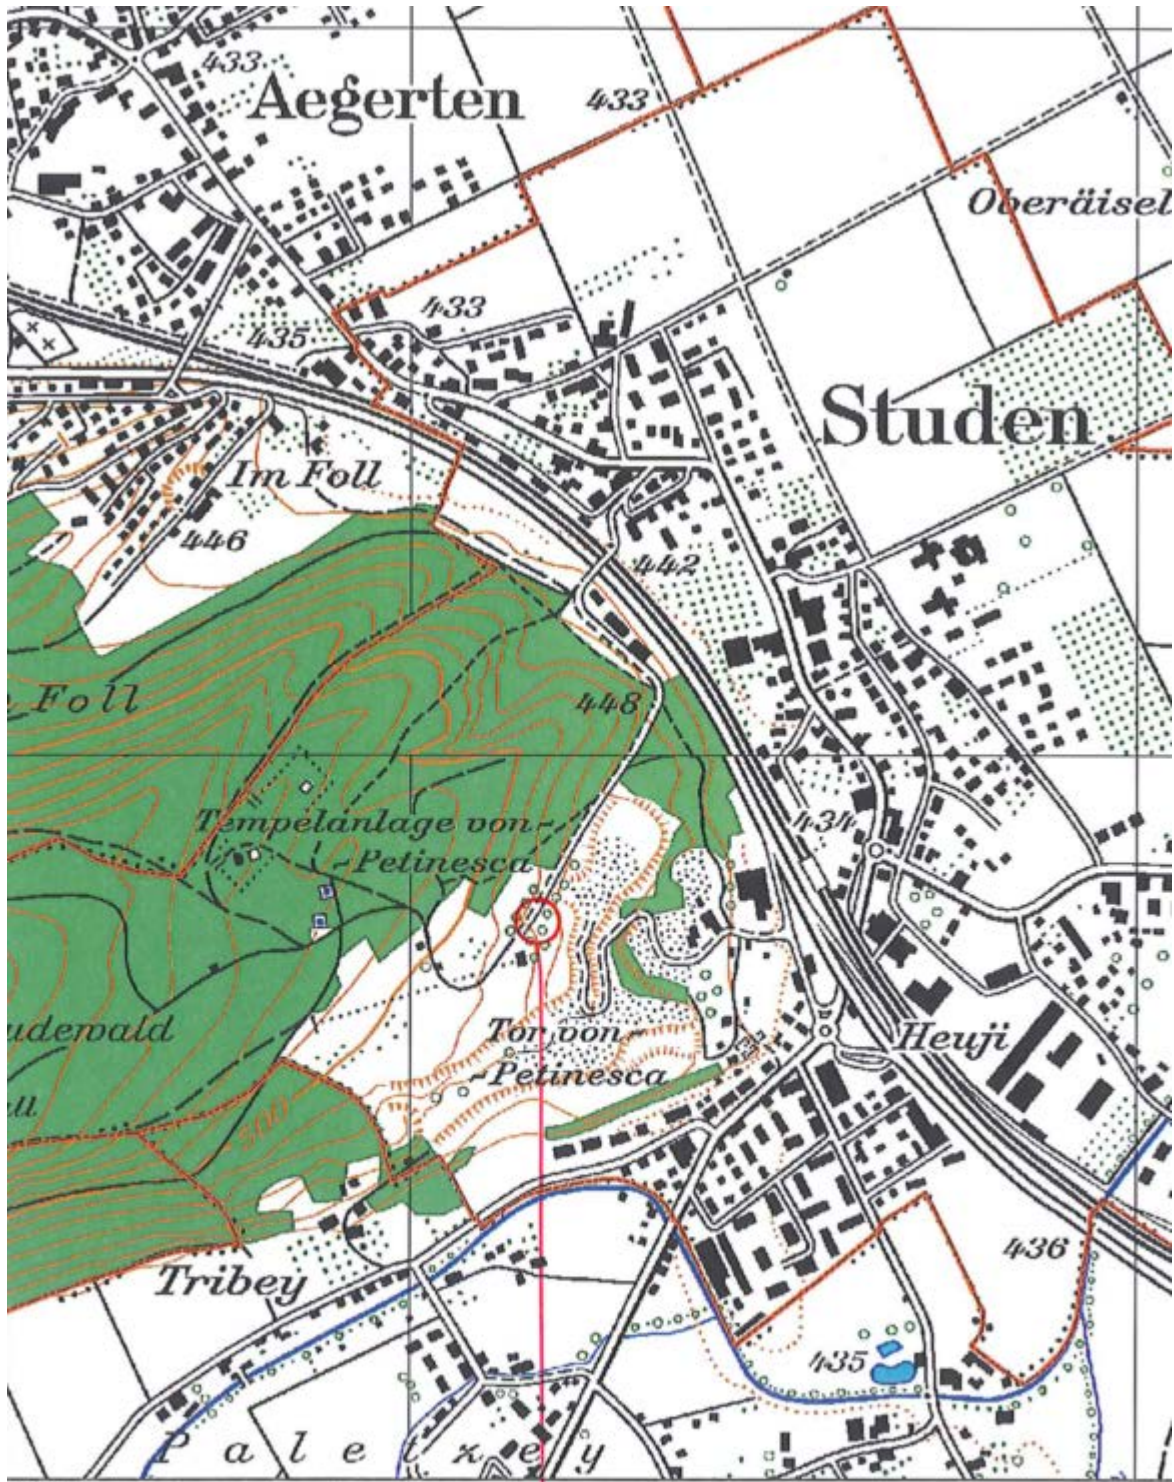 433
Aegerten
433
Oberäisel
433
435
Studen
Im Foll
446
442
Foll
448
434
Tempelanlage von
Petinesca
udewald
Tor von
Petinesca
Heuji
500
436
Tribey
435
Paletzey